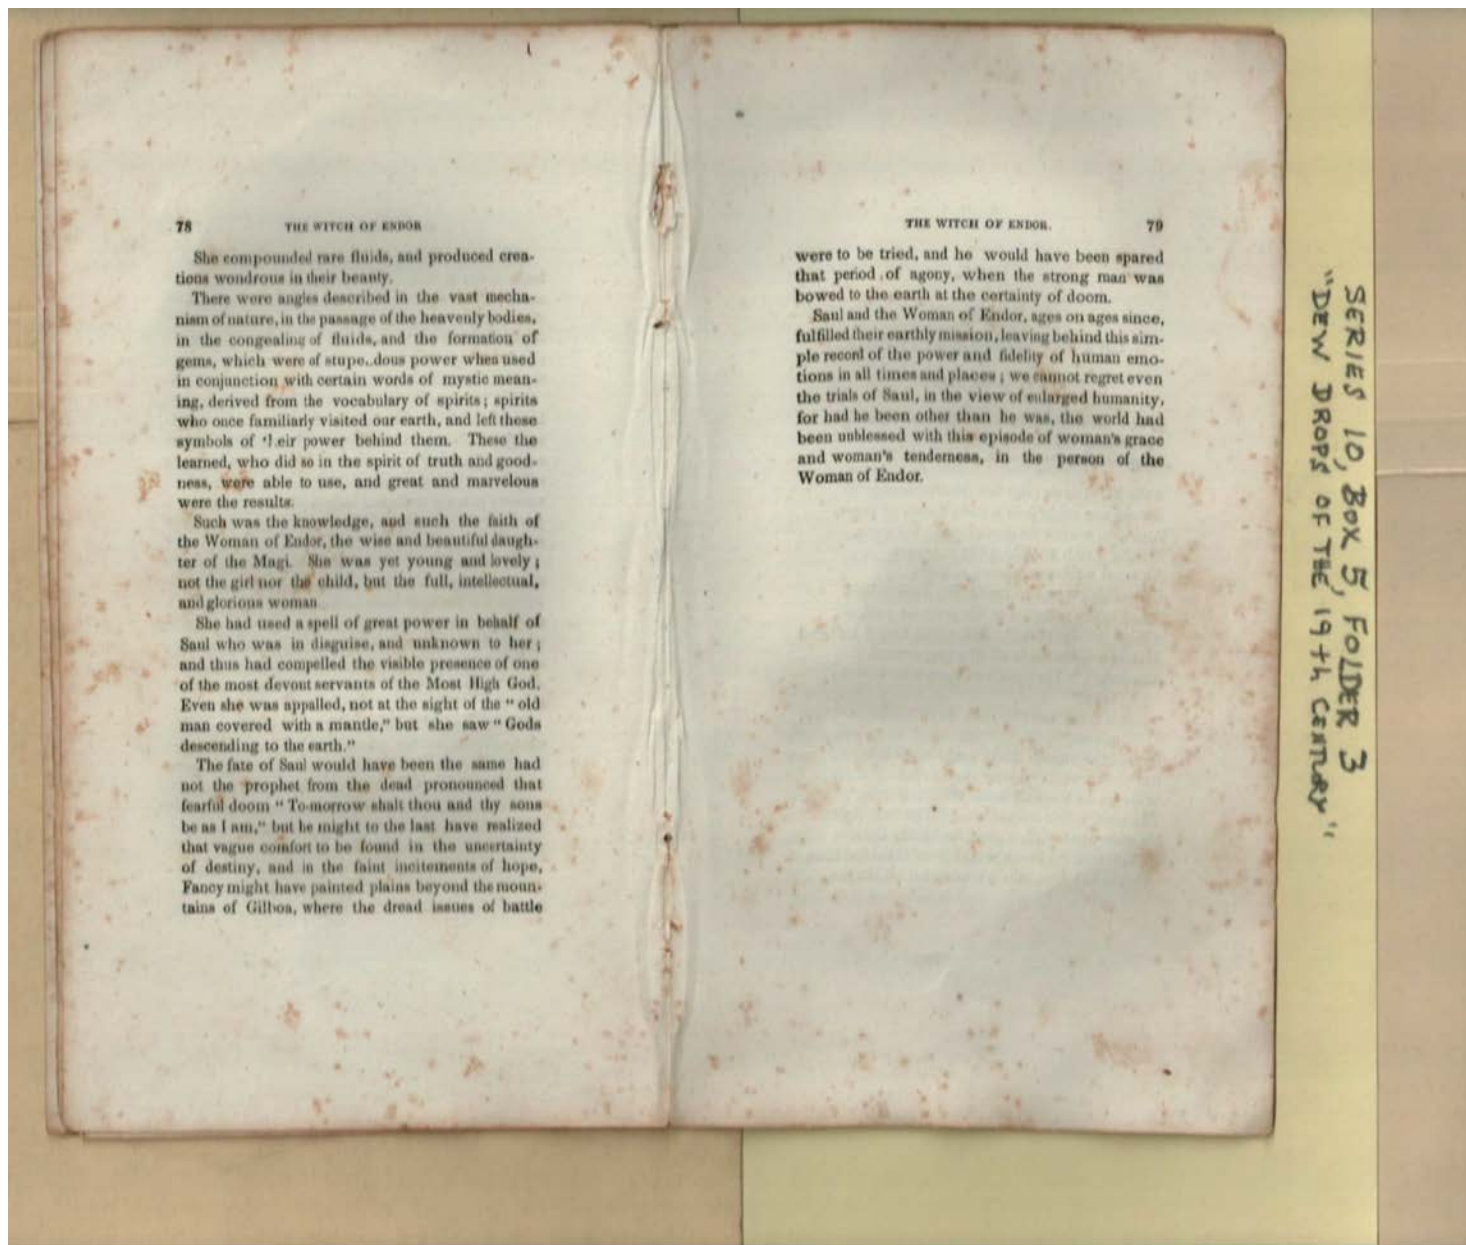 78 THE WITCH OF ENDOR
She compounded rare fluids, and produced crea-
tions wondrous in their beauty.
There were angles described in the vast mecha-
nism of nature, in the passage of the heavenly bodies,
in the congealing of fluids, and the formation of
gems, which were of stupe..dous power when used
in conjunction with certain words of mystic mean-
ing, derived from the vocabulary of spirits; spirits
who once familiarly visited our earth, and left these
symbols of 'heir power behind them. These the
learned, who did so in the spirit of truth and good-
ness, were able to use, and great and marvelous
were the results.
Such was the knowledge, and such the faith of
the Woman of Endor, the wise and beautiful daugh-
ter of the Magi. She was yet young and lovely;
not the girl nor the child, but the full, intellectual,
and glorious woman
She had used a spell of great power in behalf of
Saul who was in disguise, and unknown to her;
and thus had compelled the visible presence of one
of the most devout servants of the Most High God.
Even she was appalled, not at the sight of the "old
man covered with a mantle," but she saw "Gods
descending to the earth."
The fate of Saul would have been the same had
not the prophet from the dead pronounced that
fearful doom "To-morrow shalt thou and thy sons
be as I am," but he might to the last have realized
that vague comfort to be found in the uncertainty
of destiny, and in the faint incitements of hope,
Fancy might have painted plains beyond the moun-
tains of Gilboa, where the dread issues of battle
THE WITCH OF ENDOR. 79
were to be tried, and he would have been spared
that period of agony, when the strong man was
bowed to the earth at the certainty of doom.
Saul and the Woman of Endor, ages on ages since,
fulfilled their earthly mission, leaving behind this sim-
ple record of the power and fidelity of human emo-
tions in all times and places; we cannot regret even
the trials of Saul, in the view of enlarged humanity,
for had he been other than he was, the world had
been unblessed with this episode of woman's grace
and woman's tenderness, in the person of the
Woman of Endor.
SERIES 10, BOX 5, FOLDER 3
"DEW DROPS OF THE 19th CENTURY"